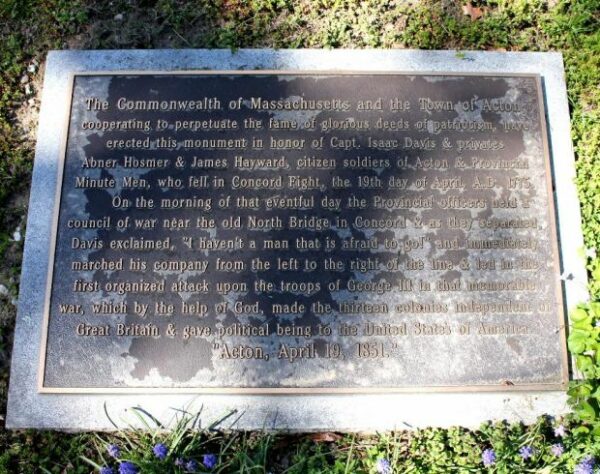 The Commonwealth of Massachusetts and the Town of Acton,
cooperating to perpetuate the fame of glorious deeds of patriotism, have
erected this monument in honor of Capt. Isaac Davis & privates
Abner Hosmer & James Hayward, citizen soldiers of Acton & Provincial
Minute Men, who fell in Concord Fight, the 19th day of April, A.D. 1775.
On the morning of that eventful day the Provincial officers held a
council of war near the old North Bridge in Concord & as they separated,
Davis exclaimed, "I haven't a man that is afraid to go!" and immediately
marched his company from the left to the right of the line & led in the
first organized attack upon the troops of George III in that memorable
war, which by the help of God, made the thirteen colonies independent of
Great Britain & gave political being to the United States of America.
"Acton, April 19, 1851."